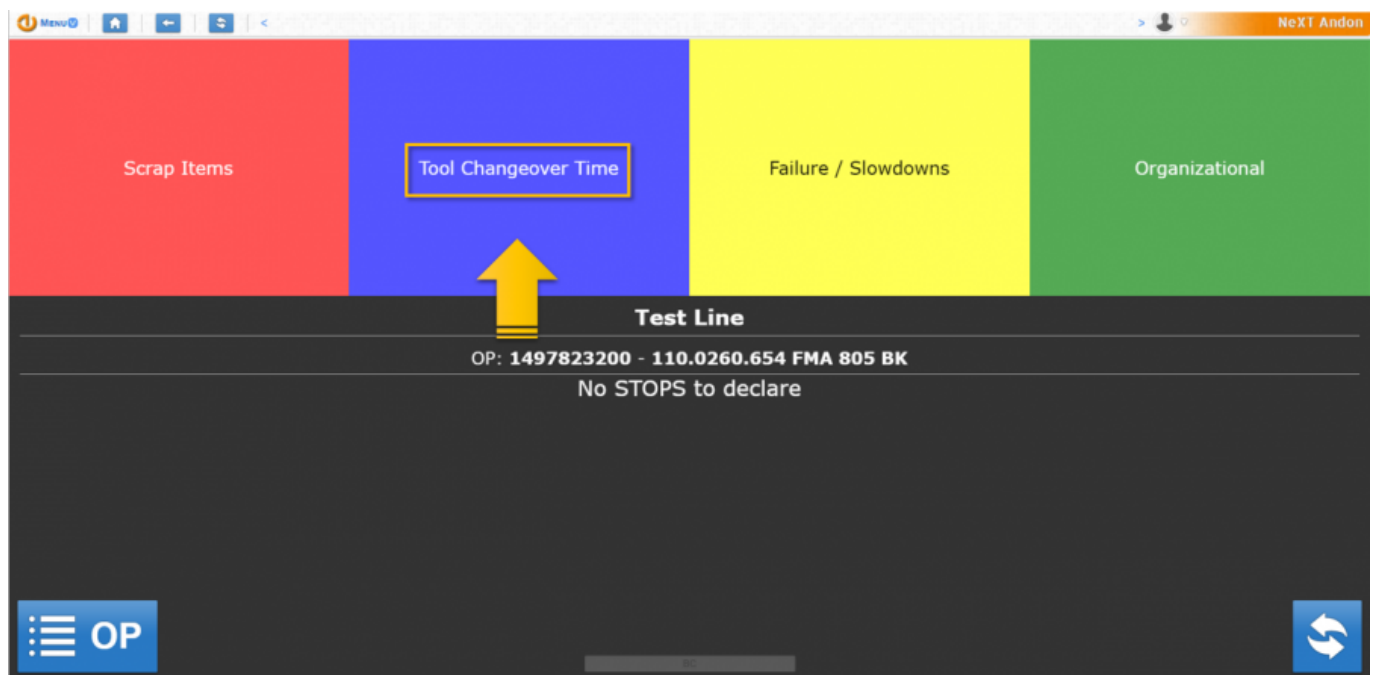 MENU
<
>
NeXT Andon
Scrap Items
Tool Changeover Time
Failure / Slowdowns
Organizational
Test Line
OP: 1497823200 - 110.0260.654 FMA 805 BK
No STOPS to declare
OP